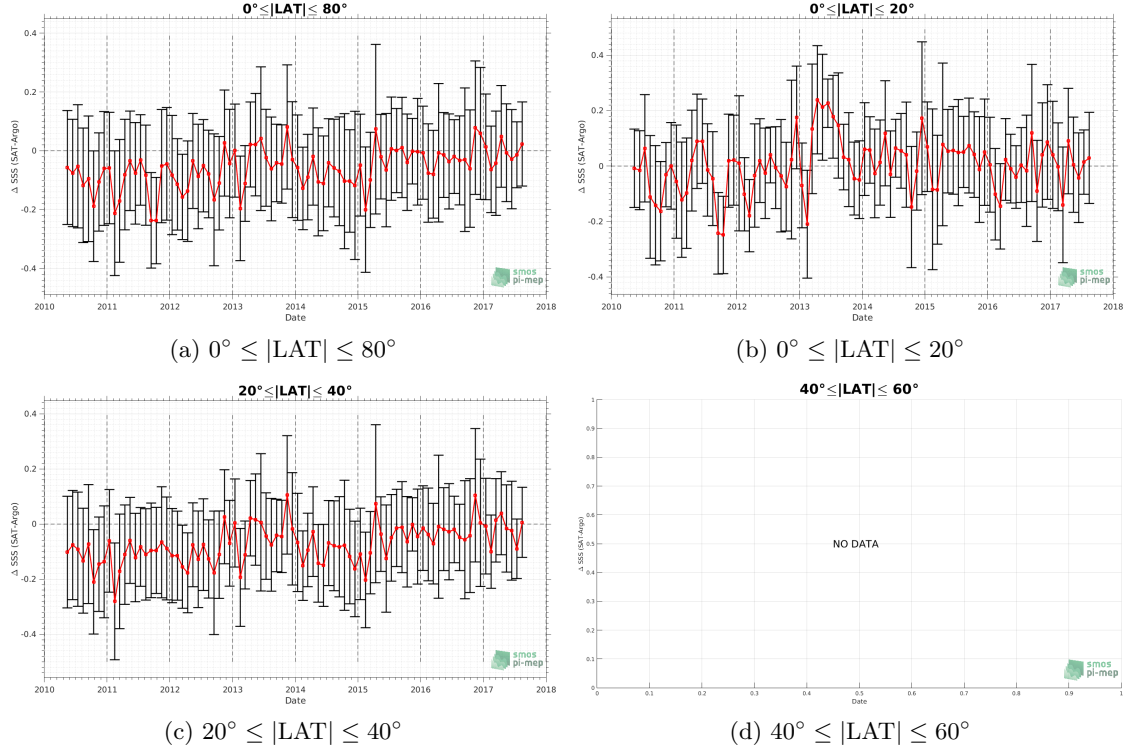 0°≤|LAT|≤ 80°
0.4
0.2
0
-0.2
-0.4
Δ SSS (SAT-Argo)
2010 2011 2012 2013 2014 2015 2016 2017 2018
Date
smos
pi-mep
(a) 0° ≤ |LAT| ≤ 80°
0°≤|LAT|≤ 20°
0.4
0.2
0
-0.2
-0.4
Δ SSS (SAT-Argo)
2010 2011 2012 2013 2014 2015 2016 2017 2018
Date
smos
pi-mep
(b) 0° ≤ |LAT| ≤ 20°
20°≤|LAT|≤ 40°
0.4
0.2
0
-0.2
-0.4
Δ SSS (SAT-Argo)
2010 2011 2012 2013 2014 2015 2016 2017 2018
Date
smos
pi-mep
(c) 20° ≤ |LAT| ≤ 40°
40°≤|LAT|≤ 60°
1
0.9
0.8
0.7
0.6
0.5
0.4
0.3
0.2
0.1
0
Δ SSS (SAT-Argo)
NO DATA
0 0.1 0.2 0.3 0.4 0.5 0.6 0.7 0.8 0.9 1
Date
smos
pi-mep
(d) 40° ≤ |LAT| ≤ 60°